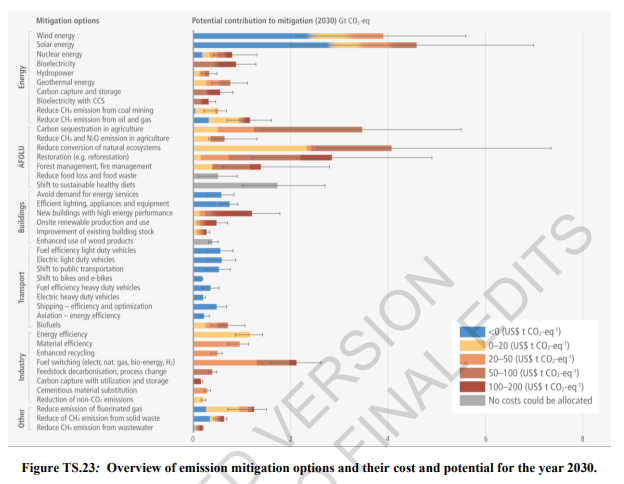 Mitigation options Potential contribution to mitigation (2030) Gt CO₂-eq
Energy
Wind energy
Solar energy
Nuclear energy
Bioelectricity
Hydropower
Geothermal energy
Carbon capture and storage
Bioelectricity with CCS
Reduce CH₄ emission from coal mining
Reduce CH₄ emission from oil and gas
AFOLU
Carbon sequestration in agriculture
Reduce CH₄ and N₂O emission in agriculture
Reduce conversion of natural ecosystems
Restoration (e.g. reforestation)
Forest management, fire management
Reduce food loss and food waste
Shift to sustainable healthy diets
Buildings
Avoid demand for energy services
Efficient lighting, appliances and equipment
New buildings with high energy performance
Onsite renewable production and use
Improvement of existing building stock
Enhanced use of wood products
Transport
Fuel efficiency light duty vehicles
Electric light duty vehicles
Shift to public transportation
Shift to bikes and e-bikes
Fuel efficiency heavy duty vehicles
Electric heavy duty vehicles
Shipping – efficiency and optimization
Aviation – energy efficiency
Biofuels
Industry
Energy efficiency
Material efficiency
Enhanced recycling
Fuel switching (electr, nat. gas, bio-energy, H₂)
Feedstock decarbonisation, process change
Carbon capture with utilization and storage
Cementitious material substitution
Reduction of non-CO₂ emissions
Other
Reduce emission of fluorinated gas
Reduce of CH₄ emission from solid waste
Reduce CH₄ emission from wastewater
0 2 4 6 8
<0 (US$ t CO₂-eq⁻¹)
0–20 (US$ t CO₂-eq⁻¹)
20–50 (US$ t CO₂-eq⁻¹)
50–100 (US$ t CO₂-eq⁻¹)
100–200 (US$ t CO₂-eq⁻¹)
No costs could be allocated
VERSION
FINAL EDITS
Figure TS.23: Overview of emission mitigation options and their cost and potential for the year 2030.